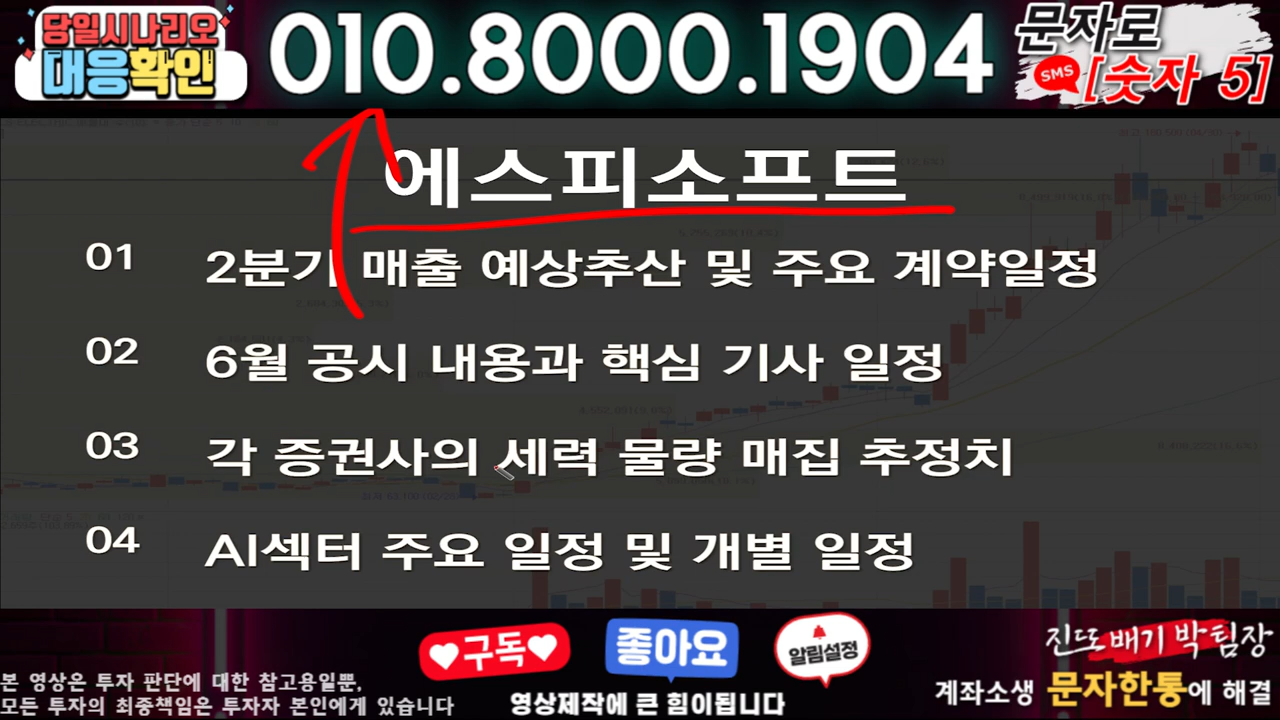 당일시나리오
대응확인
010.8000.1904
문자로
SMS [숫자 5]
에스피소프트
01 2분기 매출 예상추산 및 주요 계약일정
02 6월 공시 내용과 핵심 기사 일정
03 각 증권사의 세력 물량 매집 추정치
04 AI섹터 주요 일정 및 개별 일정
구독
좋아요
알림설정
영상제작에 큰 힘이됩니다
본 영상은 투자 판단에 대한 참고용일뿐,
모든 투자의 최종책임은 투자자 본인에게 있습니다
진또배기 박팀장
계좌소생 문자한통에 해결